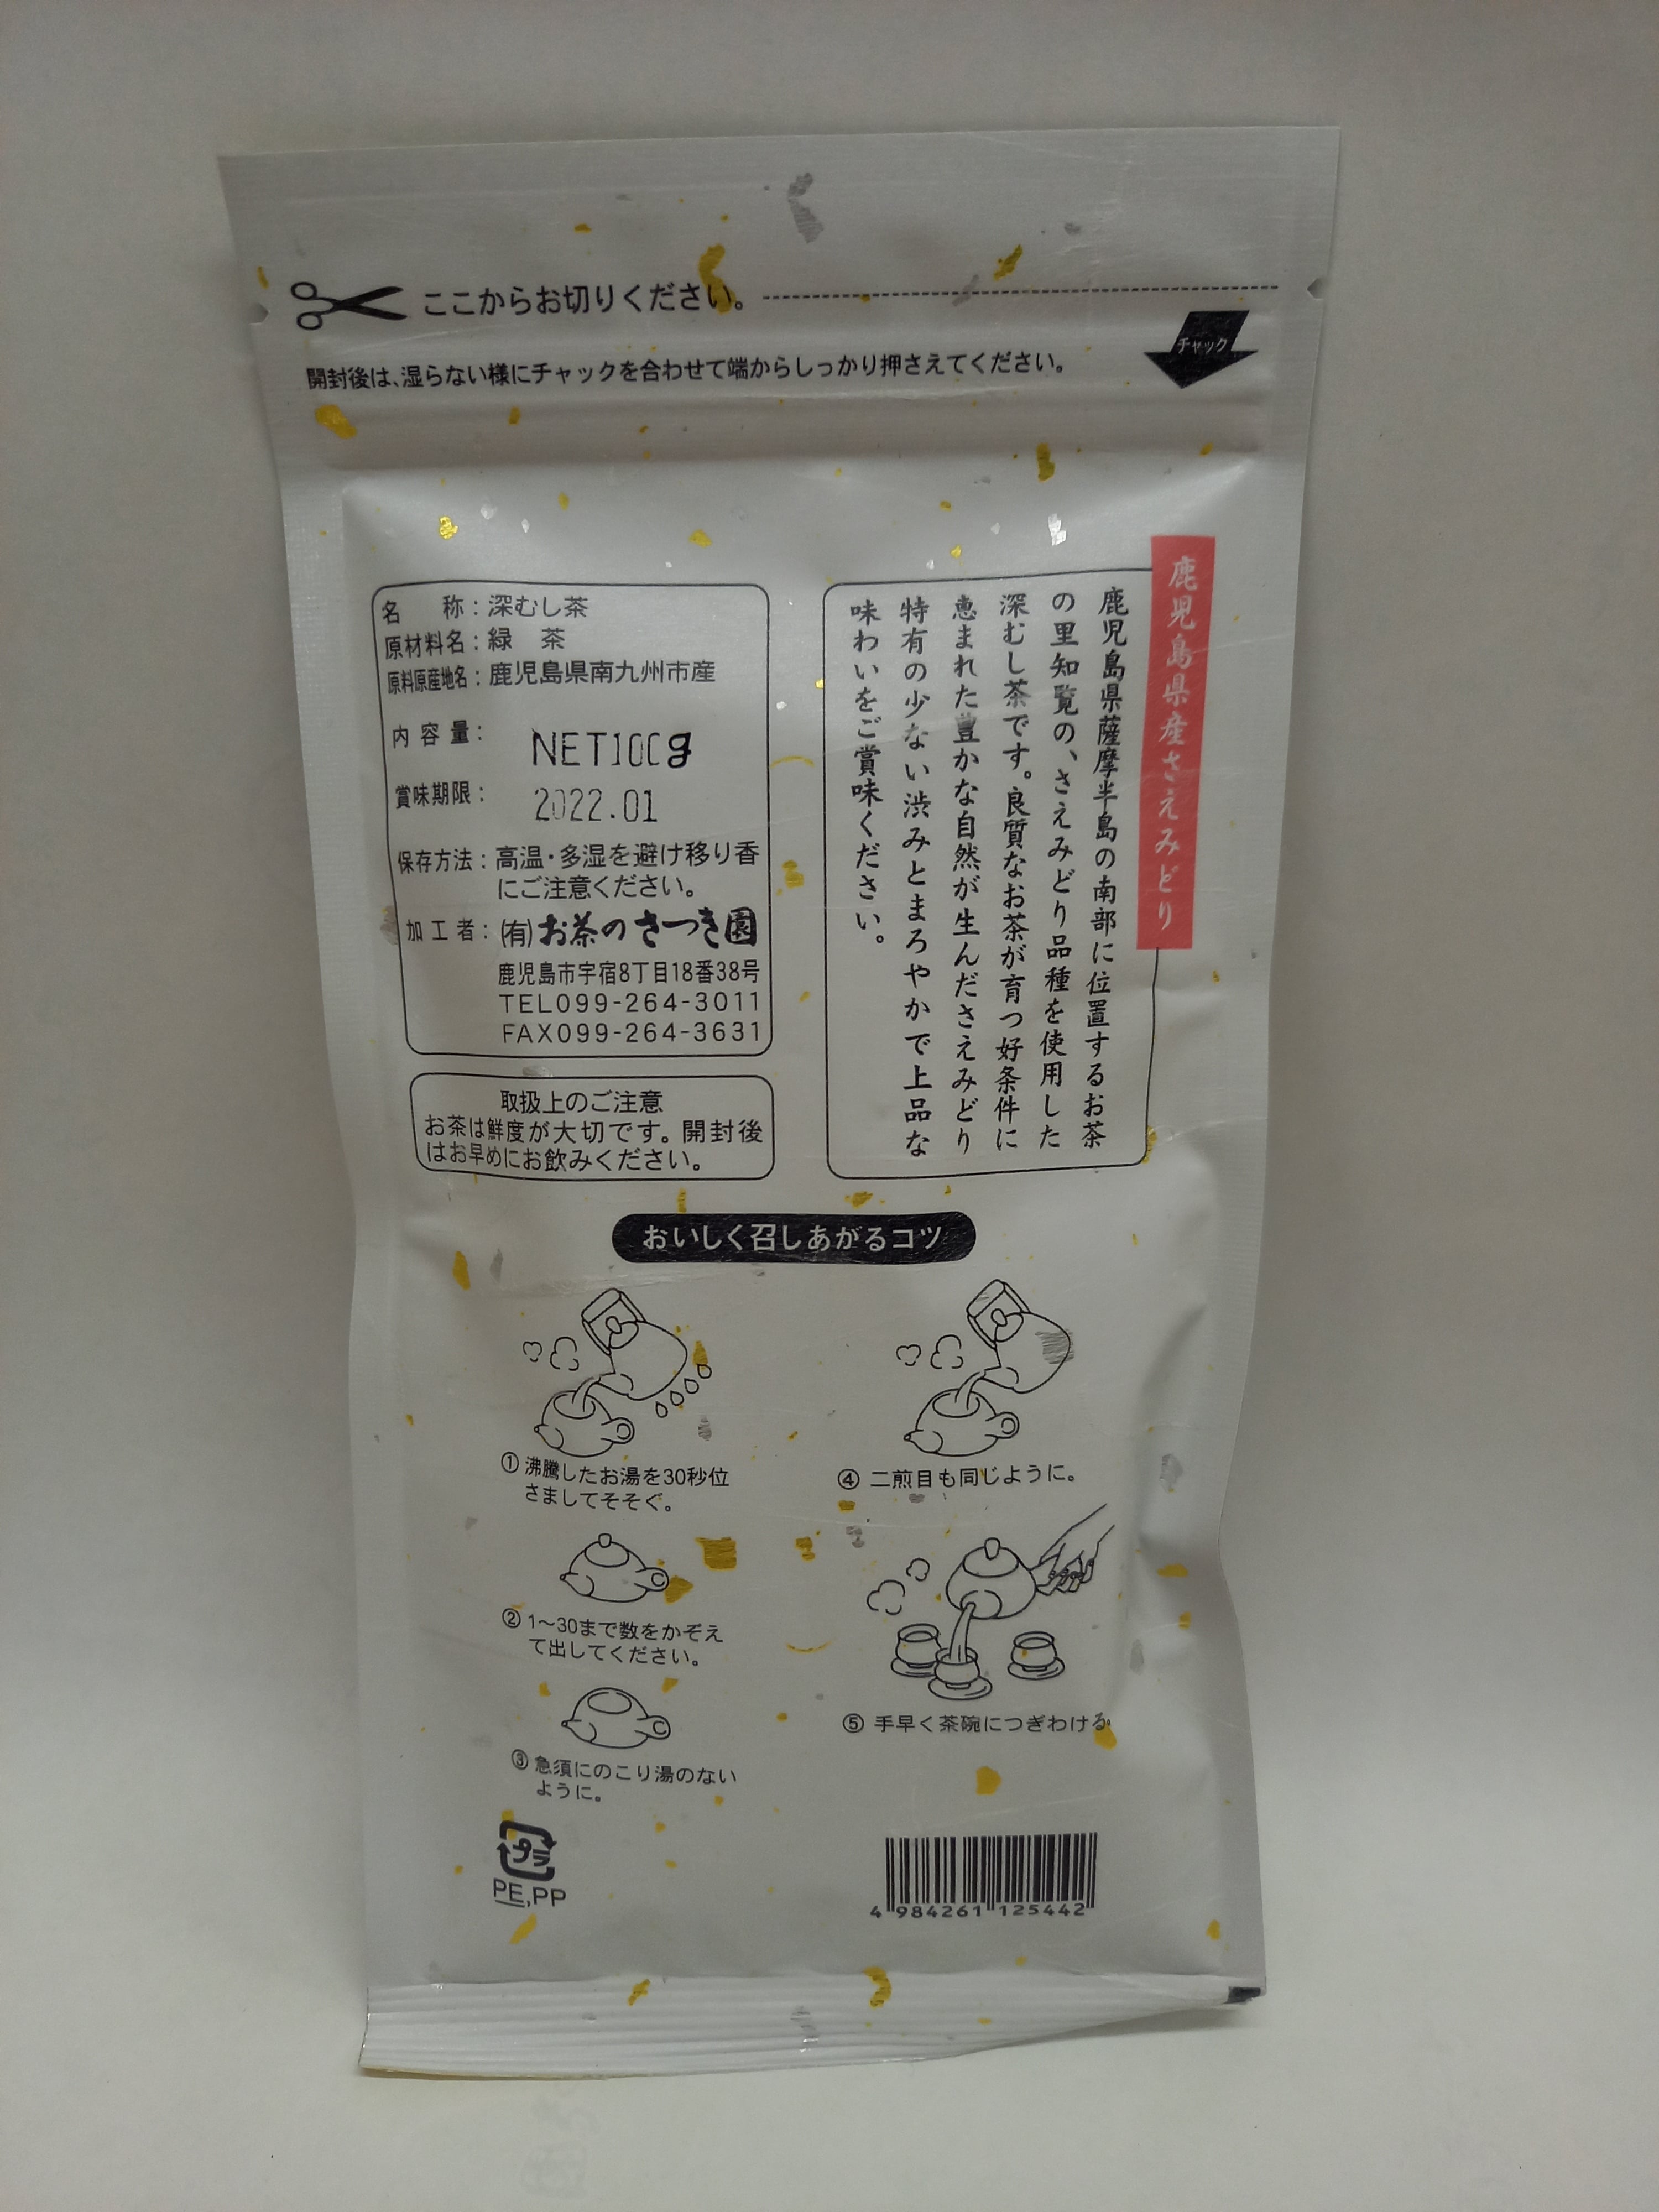 ここからお切りください。
開封後は、湿らない様にチャックを合わせて端からしっかり押さえてください。
チャック
鹿児島県産さえみどり
鹿児島県薩摩半島の南部に位置するお茶
の里知覧の、さえみどり品種を使用した
深むし茶です。良質なお茶が育つ好条件に
恵まれた豊かな自然が生んださえみどり
特有の少ない渋みとまろやかで上品な
味わいをご賞味ください。
名　　称：深むし茶
原材料名：緑　茶
原料原産地名：鹿児島県南九州市産
内容量：NET100g
賞味期限：2022.01
保存方法：高温・多湿を避け移り香
にご注意ください。
加工者：(有)お茶のさつき園
鹿児島市宇宿8丁目18番38号
TEL099-264-3011
FAX099-264-3631
取扱上のご注意
お茶は鮮度が大切です。開封後
はお早めにお飲みください。
おいしく召しあがるコツ
① 沸騰したお湯を30秒位
さましてそそぐ。
② 1～30まで数をかぞえ
て出してください。
③ 急須にのこり湯のない
ように。
④ 二煎目も同じように。
⑤ 手早く茶碗につぎわける。
プラ
PE,PP
4 984261 125442